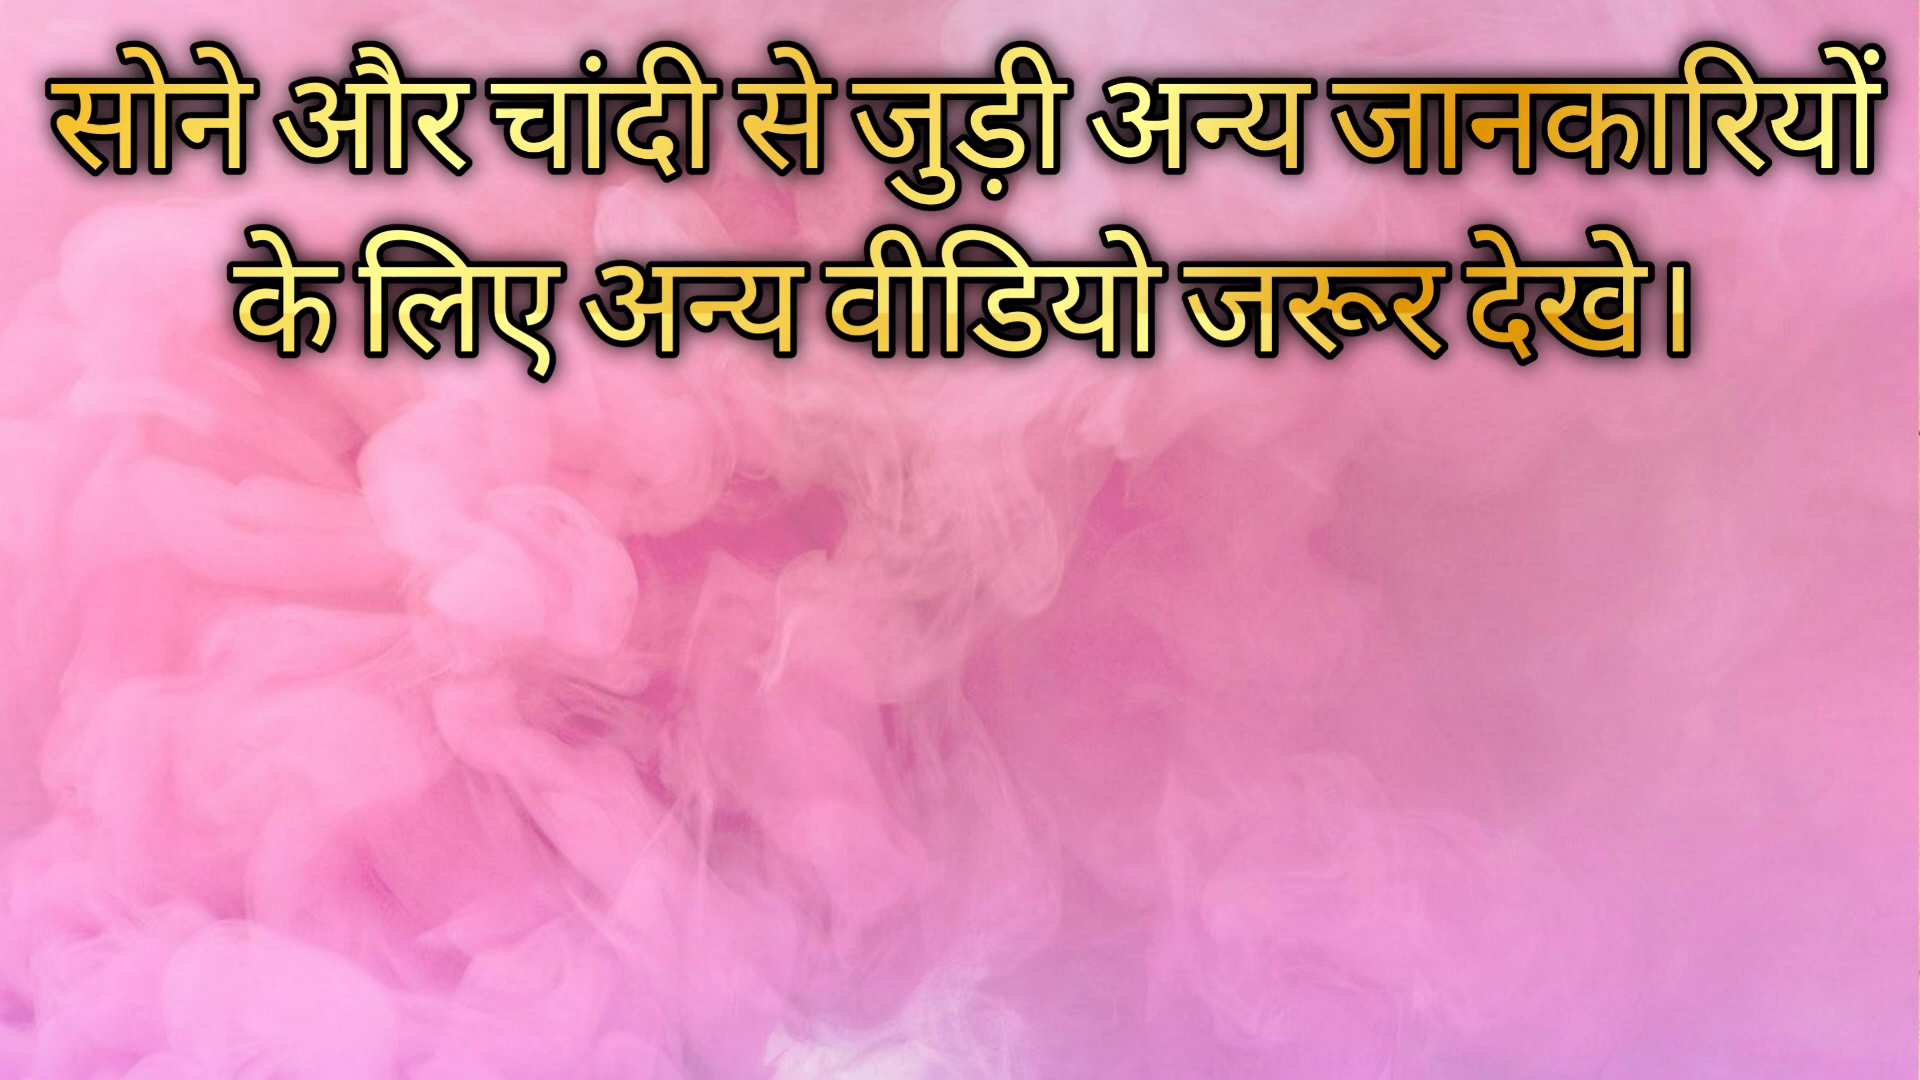 सोने और चांदी से जुड़ी अन्य जानकारियों
के लिए अन्य वीडियो जरूर देखे।